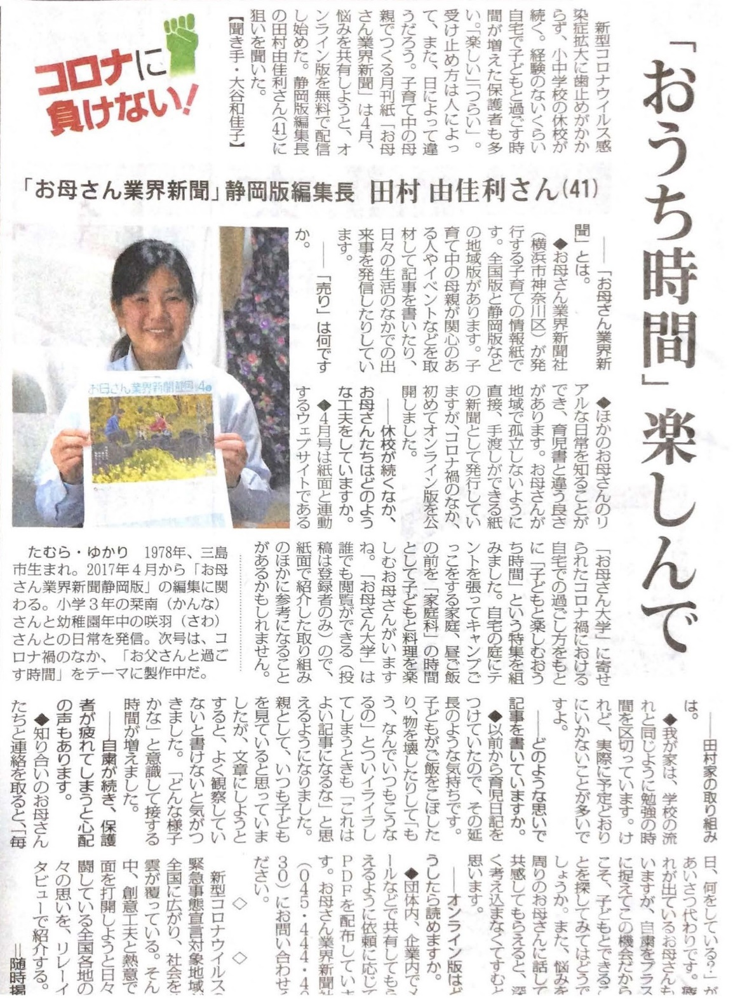 「おうち時間」楽しんで
新型コロナウイルス感
染症拡大に歯止めがかか
らず、小中学校の休校が
続く。経験のないくらい
自宅で子どもと過ごす時
間が増えた保護者も多
い。「楽しい」「つらい」。
受け止め方は人によっ
て、また、日によって違
うだろう。子育て中の母
親でつくる月刊紙「お母
さん業界新聞」は4月、
悩みを共有しようと、オ
ンライン版を無料で配信
し始めた。静岡版編集長
の田村由佳利さん(41)に
狙いを聞いた。
【聞き手・大谷和佳子】
コロナに
負けない!
「お母さん業界新聞」静岡版編集長 田村 由佳利さん(41)
――「お母さん業界新
聞」とは。
◆お母さん業界新聞社
(横浜市神奈川区)が発
行する子育ての情報紙で
す。全国版と静岡版など
の地域版があります。子
育て中の母親が関心のあ
る人やイベントなどを取
材して記事を書いたり、
日々の生活のなかでの出
来事を発信したりしてい
ます。
――「売り」は何です
か。
◆ほかのお母さんのリ
アルな日常を知ることが
でき、育児書と違う良さ
があります。お母さんが
地域で孤立しないように
直接、手渡しができる紙
の新聞として発行してい
ますが、コロナ禍のなか、
初めてオンライン版を公
開しました。
――休校が続くなか、
お母さんたちはどのよう
な工夫をしていますか。
◆4月号は紙面と連動
するウェブサイトである
お母さん業界新聞 静岡 4
「お母さん大学」に寄せ
られたコロナ禍における
自宅での過ごし方をもと
に「子どもと楽しむおう
ち時間」という特集を組
みました。自宅の庭にテ
ントを張ってキャンプご
っこをする家庭、昼ご飯
の前を「家庭科」の時間
として子どもと料理を楽
しむお母さんがいます
ね。「お母さん大学」は
誰でも閲覧ができる(投
稿は登録者のみ)ので、
紙面で紹介した取り組み
のほかに参考になること
があるかもしれません。
たむら・ゆかり 1978年、三島
市生まれ。2017年4月から「お母
さん業界新聞静岡版」の編集に関
わる。小学3年の栞南(かんな)
さんと幼稚園年中の咲羽(さわ)
さんとの日常を発信。次号は、コ
ロナ禍のなか、「お父さんと過ご
す時間」をテーマに製作中だ。
――田村家の取り組み
は。
◆我が家は、学校の流
れと同じように勉強の時
間を区切っています。け
れど、実際に予定どおり
にいかないことが多いで
すよ。
――どのような思いで
記事を書いていますか。
◆以前から育児日記を
つけていたので、その延
長のような気持ちです。
子どもがご飯をこぼした
り、物を壊したりして「も
う、なんでいつもこうな
るの」とついイライラし
てしまうときも「これは
よい記事になるな」と思
えるようになりました。
親として、いつも子ども
を見ていると思っていま
したが、文章にしようと
すると、よく観察してい
ないと書けないと気がつ
きました。「どんな様子
かな」と意識して接する
時間が増えました。
――自粛が続き、保護
者が疲れてしまうと心配
の声もあります。
◆知り合いのお母さん
たちと連絡を取ると、「毎
日、何をしている?」が
あいさつ代わりです。疲
れが出ているお母さんも
いますが、自粛をプラス
に捉えてこの機会だから
こそ、子どもとできるこ
とを探してみてはどうで
しょうか。また、悩みを
周りのお母さんに話して
共感してもらえると、深
く考え込まなくてすむと
思います。
――オンライン版はど
うしたら読めますか。
◆団体内、企業内でメ
ールなどで共有してもら
えるように依頼に応じて
PDFを配布していま
す。お母さん業界新聞社
(045・444・40
30)にお問い合わせく
ださい。
◇ ◇
新型コロナウイルスの
緊急事態宣言対象地域が
全国に広がり、社会を
雲が覆っている。そん
中、創意工夫と熱意で
面を打開しようと日々
闘している全国各地の
々の思いを、リレーイ
タビューで紹介する。
=随時掲